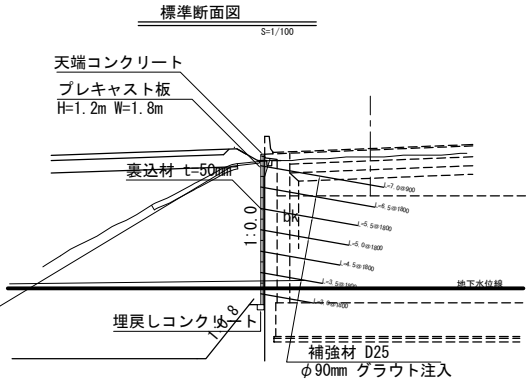 標準断面図
S=1/100
天端コンクリート
プレキャスト板
H=1.2m W=1.8m
裏込材 t=50mm
1:0.0
bk
L=7.0@900
L=6.5@1800
L=5.5@1800
L=5.0@1800
L=4.5@1800
L=3.5@1800
地下水位線
1:0.8
埋戻しコンクリート
補強材 D25
φ90mm グラウト注入